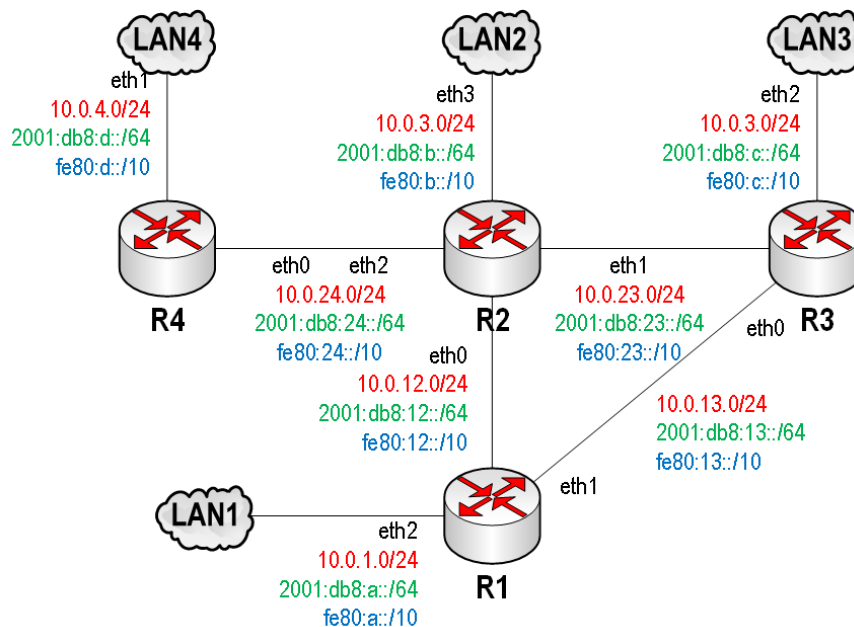 LAN4
LAN2
LAN3
eth1
10.0.4.0/24
2001:db8:d::/64
fe80:d::/10
eth3
10.0.3.0/24
2001:db8:b::/64
fe80:b::/10
eth2
10.0.3.0/24
2001:db8:c::/64
fe80:c::/10
R4
eth0
eth2
10.0.24.0/24
2001:db8:24::/64
fe80:24::/10
R2
eth1
10.0.23.0/24
2001:db8:23::/64
fe80:23::/10
R3
eth0
eth0
10.0.12.0/24
2001:db8:12::/64
fe80:12::/10
10.0.13.0/24
2001:db8:13::/64
fe80:13::/10
eth1
LAN1
eth2
10.0.1.0/24
2001:db8:a::/64
fe80:a::/10
R1